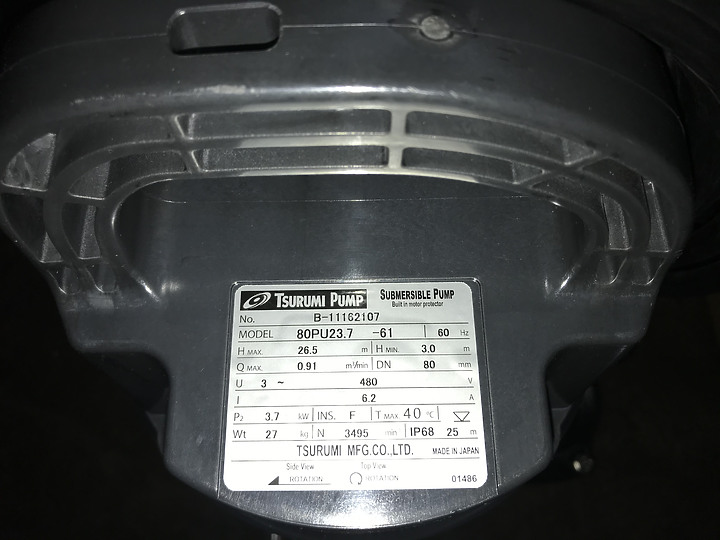 TSURUMI PUMP SUBMERSIBLE PUMP
Built in motor protector
No. B-11162107
MODEL 80PU23.7 -61 60 Hz
H MAX. 26.5 m H MIN. 3.0 m
Q MAX. 0.91 m³/min DN 80 mm
U 3 ~ 480 V
I 6.2 A
P2 3.7 kW INS. F T MAX. 40 °C
Wt 27 kg N 3495 min IP68 25 m
TSURUMI MFG.CO.,LTD. MADE IN JAPAN
Side View Top View
ROTATION ROTATION 01486